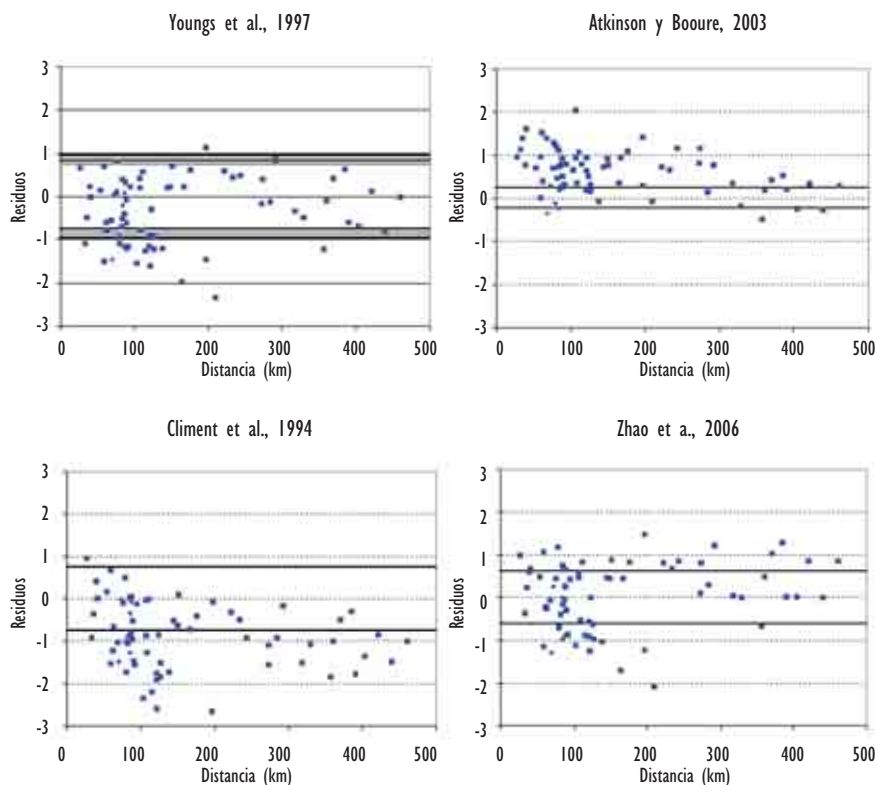 Youngs et al., 1997
3
2
1
0
-1
-2
-3
Residuos
0 100 200 300 400 500
Distancia (km)
Atkinson y Booure, 2003
3
2
1
0
-1
-2
-3
Residuos
0 100 200 300 400 500
Distancia (km)
Climent et al., 1994
3
2
1
0
-1
-2
-3
Residuos
0 100 200 300 400 500
Distancia (km)
Zhao et a., 2006
3
2
1
0
-1
-2
-3
Residuos
0 100 200 300 400 500
Distancia (km)